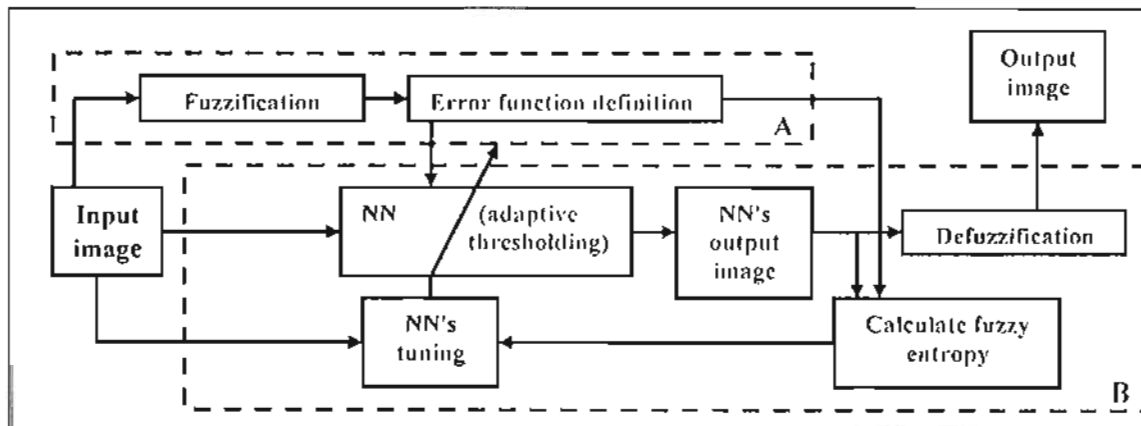 Output
image
Fuzzification
Error function definition
A
Input
image
NN
(adaptive
thresholding)
NN's
output
image
Defuzzification
NN's
tuning
Calculate fuzzy
entropy
B